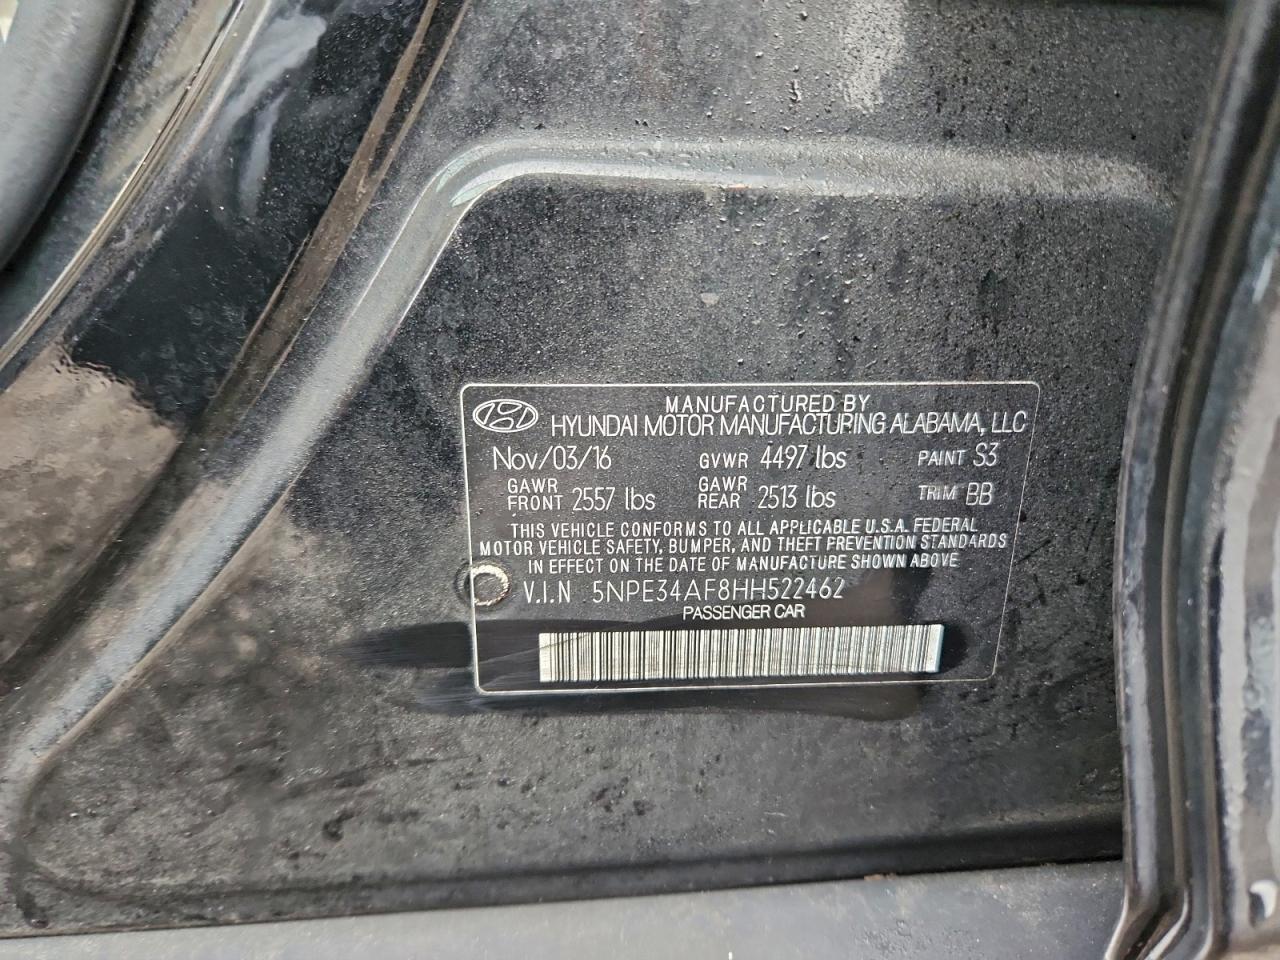 MANUFACTURED BY
HYUNDAI MOTOR MANUFACTURING ALABAMA, LLC
Nov/03/16 GVWR 4497 lbs PAINT S3
GAWR FRONT 2557 lbs GAWR REAR 2513 lbs TRIM BB
THIS VEHICLE CONFORMS TO ALL APPLICABLE U.S.A. FEDERAL
MOTOR VEHICLE SAFETY, BUMPER, AND THEFT PREVENTION STANDARDS
IN EFFECT ON THE DATE OF MANUFACTURE SHOWN ABOVE
V.I.N 5NPE34AF8HH522462
PASSENGER CAR